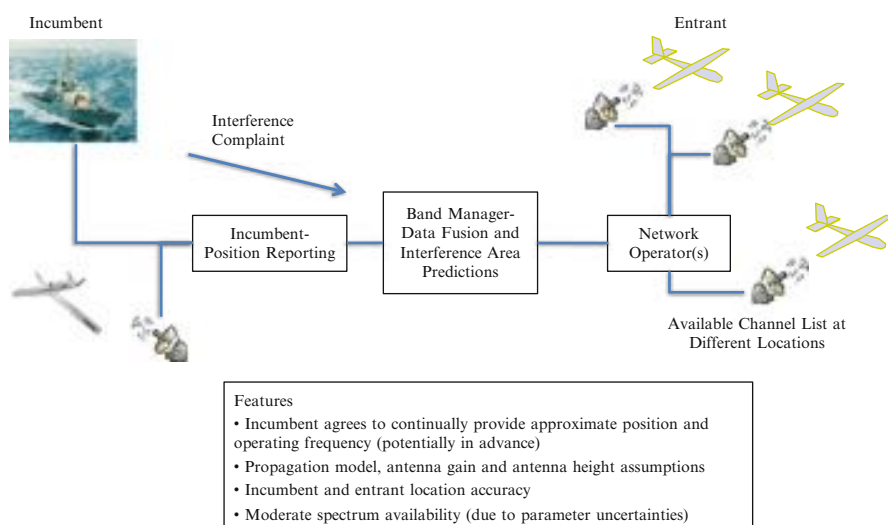 Incumbent
Entrant
Interference
Complaint
Incumbent-
Position Reporting
Band Manager-
Data Fusion and
Interference Area
Predictions
Network
Operator(s)
Available Channel List at
Different Locations
Features
• Incumbent agrees to continually provide approximate position and
operating frequency (potentially in advance)
• Propagation model, antenna gain and antenna height assumptions
• Incumbent and entrant location accuracy
• Moderate spectrum availability (due to parameter uncertainties)